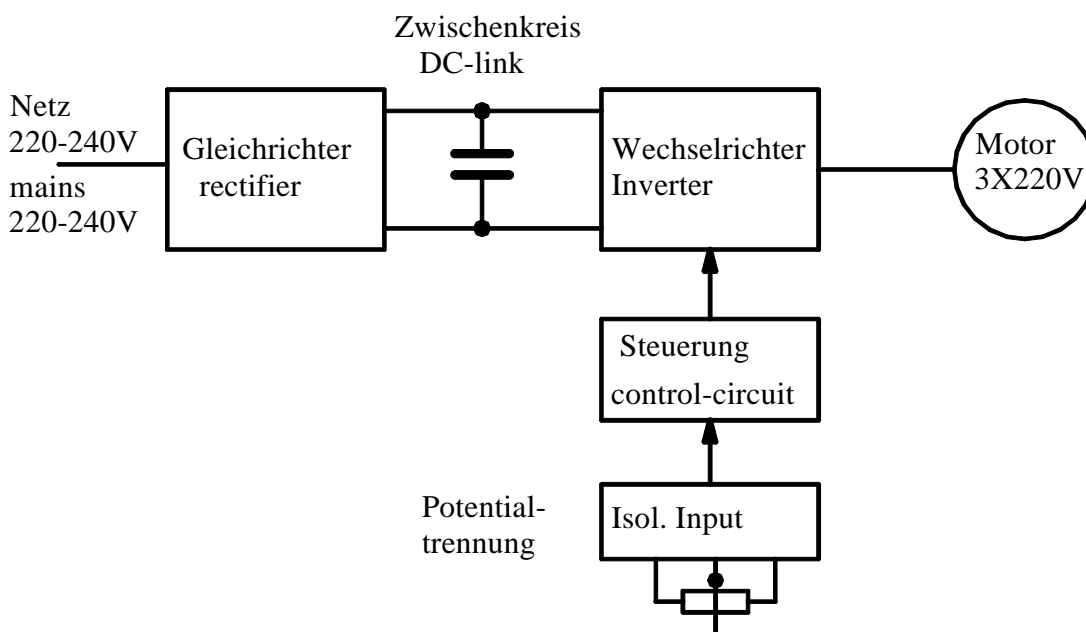 Zwischenkreis
DC-link
Netz
220-240V
mains
220-240V
Gleichrichter
rectifier
Wechselrichter
Inverter
Motor
3X220V
Steuerung
control-circuit
Potential-
trennung
Isol. Input